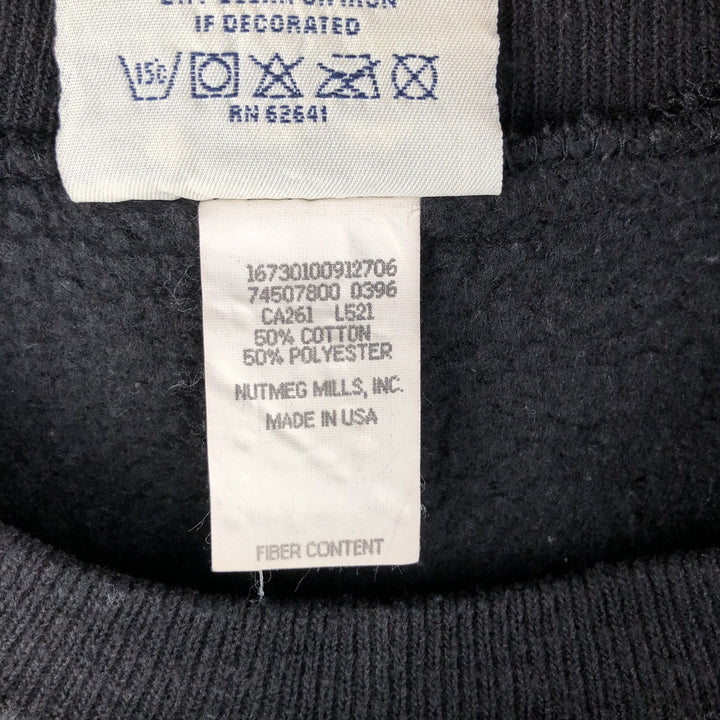 IF DECORATED
15c
RN 62641
16730100912706
74507800 0396
CA261 L521
50% COTTON
50% POLYESTER
NUTMEG MILLS, INC.
MADE IN USA
FIBER CONTENT